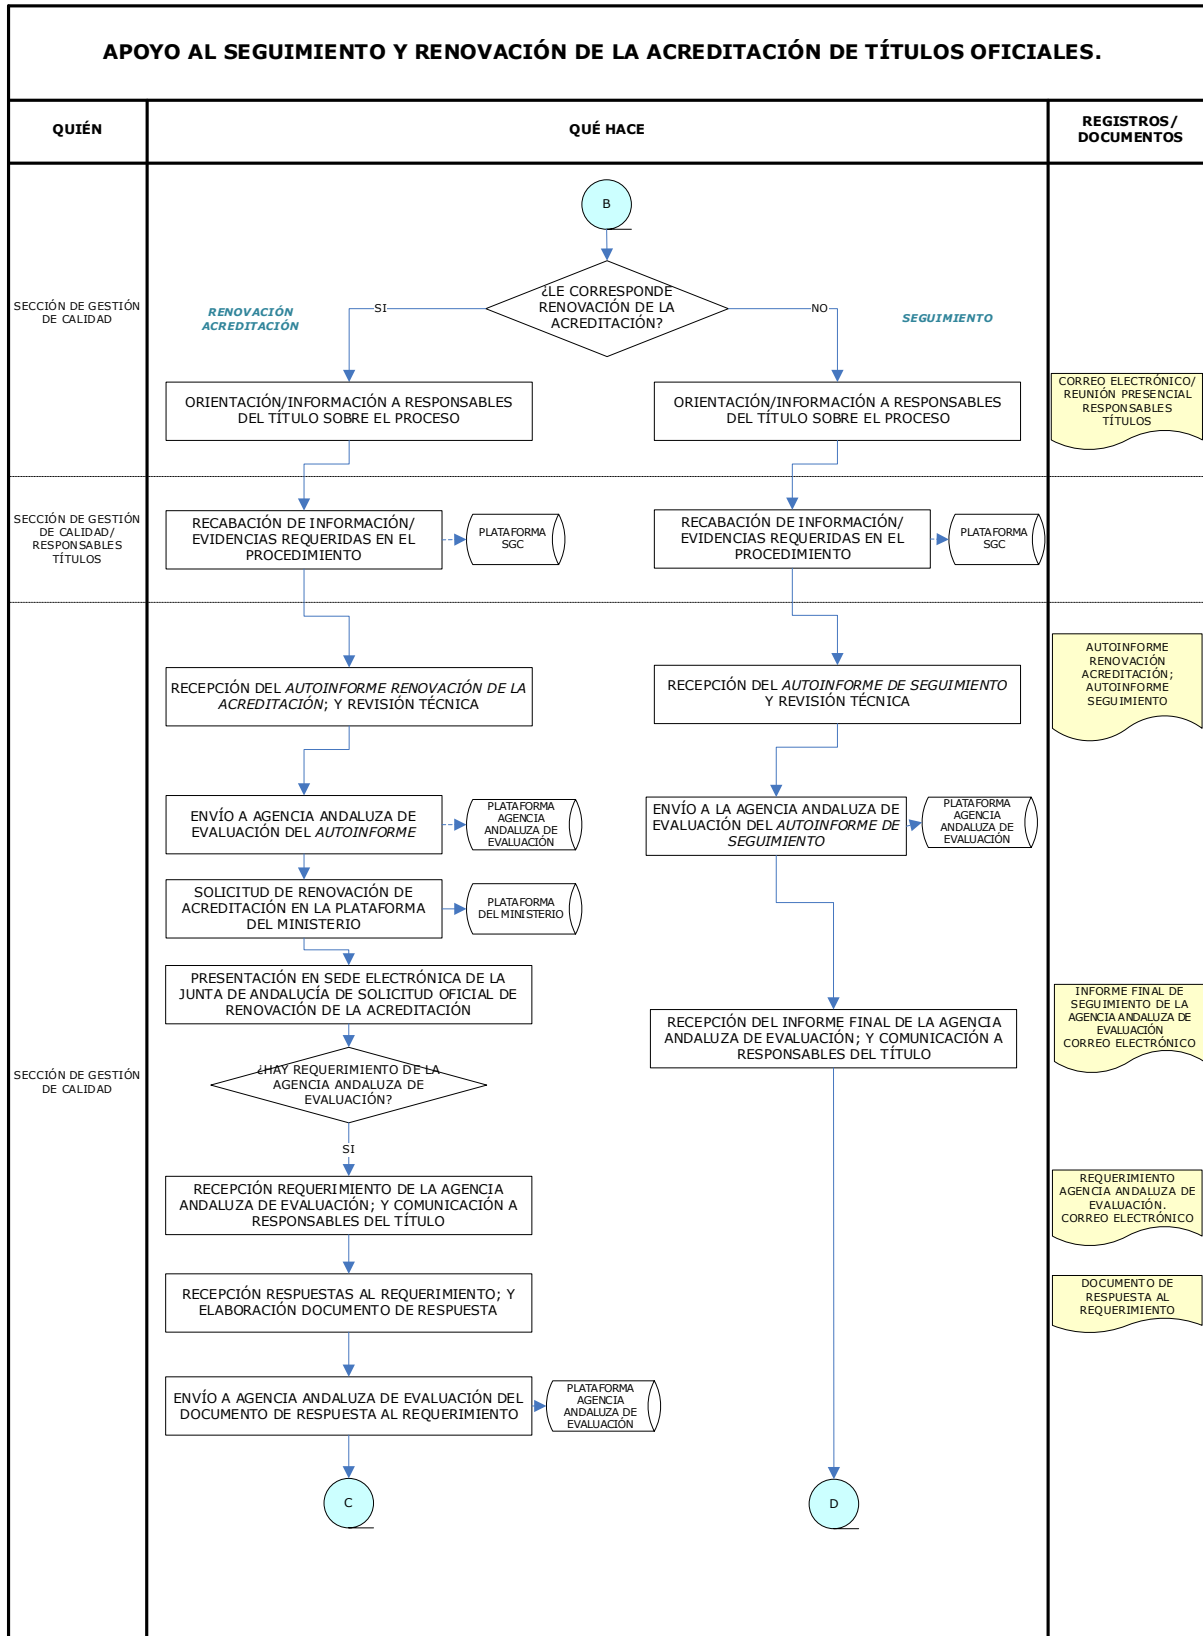 APOYO AL SEGUIMIENTO Y RENOVACIÓN DE LA ACREDITACIÓN DE TÍTULOS OFICIALES.
QUIÉN
QUÉ HACE
REGISTROS/
DOCUMENTOS
B
¿LE CORRESPONDE
RENOVACIÓN DE LA
ACREDITACIÓN?
SI
NO
RENOVACIÓN
ACREDITACIÓN
SEGUIMIENTO
SECCIÓN DE GESTIÓN
DE CALIDAD
ORIENTACIÓN/INFORMACIÓN A RESPONSABLES
DEL TÍTULO SOBRE EL PROCESO
ORIENTACIÓN/INFORMACIÓN A RESPONSABLES
DEL TÍTULO SOBRE EL PROCESO
CORREO ELECTRÓNICO/
REUNIÓN PRESENCIAL
RESPONSABLES
TÍTULOS
SECCIÓN DE GESTIÓN
DE CALIDAD/
RESPONSABLES
TÍTULOS
RECABACIÓN DE INFORMACIÓN/
EVIDENCIAS REQUERIDAS EN EL
PROCEDIMIENTO
PLATAFORMA
SGC
RECABACIÓN DE INFORMACIÓN/
EVIDENCIAS REQUERIDAS EN EL
PROCEDIMIENTO
PLATAFORMA
SGC
RECEPCIÓN DEL AUTOINFORME RENOVACIÓN DE LA
ACREDITACIÓN; Y REVISIÓN TÉCNICA
RECEPCIÓN DEL AUTOINFORME DE SEGUIMIENTO
Y REVISIÓN TÉCNICA
AUTOINFORME
RENOVACIÓN
ACREDITACIÓN;
AUTOINFORME
SEGUIMIENTO
ENVÍO A AGENCIA ANDALUZA DE
EVALUACIÓN DEL AUTOINFORME
PLATAFORMA
AGENCIA
ANDALUZA DE
EVALUACIÓN
ENVÍO A LA AGENCIA ANDALUZA DE
EVALUACIÓN DEL AUTOINFORME DE
SEGUIMIENTO
PLATAFORMA
AGENCIA
ANDALUZA DE
EVALUACIÓN
SOLICITUD DE RENOVACIÓN DE
ACREDITACIÓN EN LA PLATAFORMA
DEL MINISTERIO
PLATAFORMA
DEL MINISTERIO
PRESENTACIÓN EN SEDE ELECTRÓNICA DE LA
JUNTA DE ANDALUCÍA DE SOLICITUD OFICIAL DE
RENOVACIÓN DE LA ACREDITACIÓN
RECEPCIÓN DEL INFORME FINAL DE LA AGENCIA
ANDALUZA DE EVALUACIÓN; Y COMUNICACIÓN A
RESPONSABLES DEL TÍTULO
INFORME FINAL DE
SEGUIMIENTO DE LA
AGENCIA ANDALUZA DE
EVALUACIÓN
CORREO ELECTRÓNICO
SECCIÓN DE GESTIÓN
DE CALIDAD
¿HAY REQUERIMIENTO DE LA
AGENCIA ANDALUZA DE
EVALUACIÓN?
SI
RECEPCIÓN REQUERIMIENTO DE LA AGENCIA
ANDALUZA DE EVALUACIÓN; Y COMUNICACIÓN A
RESPONSABLES DEL TÍTULO
REQUERIMIENTO
AGENCIA ANDALUZA DE
EVALUACIÓN.
CORREO ELECTRÓNICO
RECEPCIÓN RESPUESTAS AL REQUERIMIENTO; Y
ELABORACIÓN DOCUMENTO DE RESPUESTA
DOCUMENTO DE
RESPUESTA AL
REQUERIMIENTO
ENVÍO A AGENCIA ANDALUZA DE EVALUACIÓN DEL
DOCUMENTO DE RESPUESTA AL REQUERIMIENTO
PLATAFORMA
AGENCIA
ANDALUZA DE
EVALUACIÓN
C
D